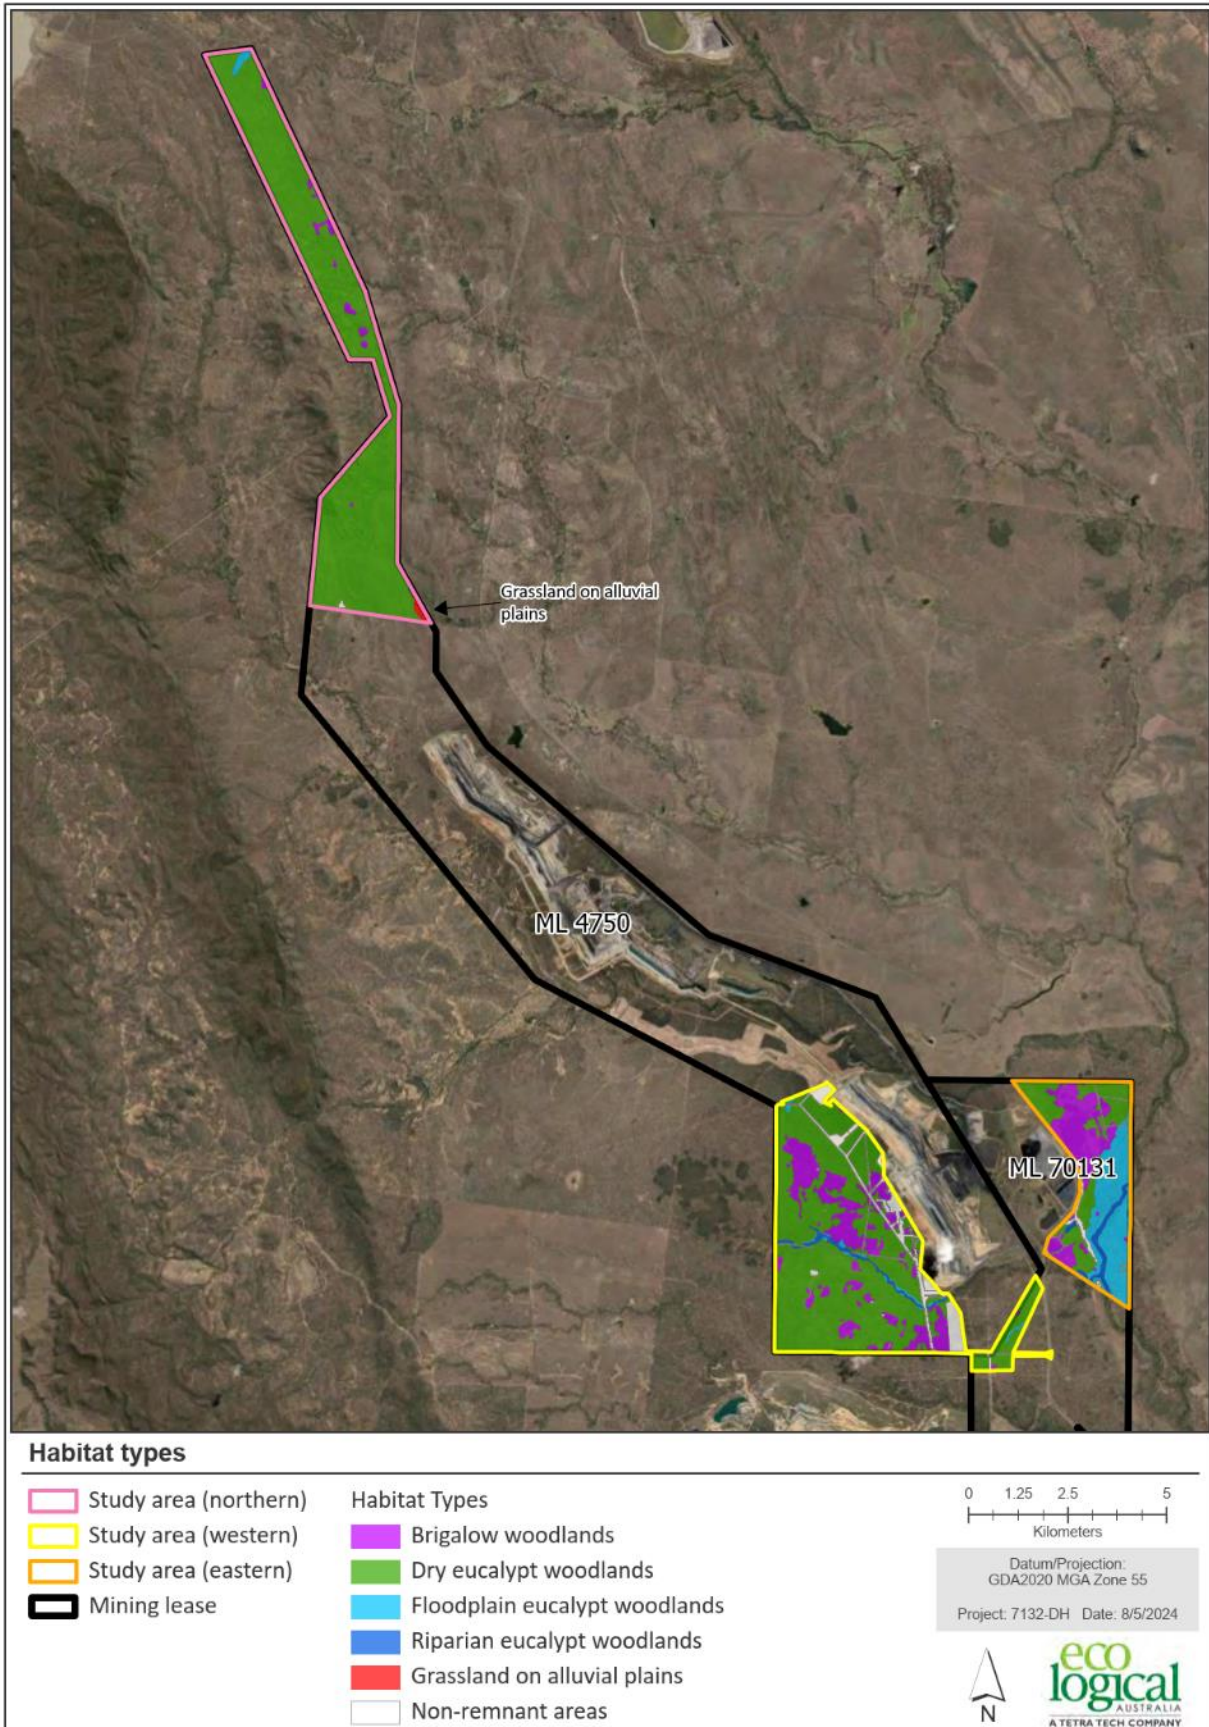 Grassland on alluvial
plains
ML 4750
ML 70131
Habitat types
Study area (northern)
Study area (western)
Study area (eastern)
Mining lease
Habitat Types
Brigalow woodlands
Dry eucalypt woodlands
Floodplain eucalypt woodlands
Riparian eucalypt woodlands
Grassland on alluvial plains
Non-remnant areas
0 1.25 2.5 5
Kilometers
Datum/Projection:
GDA2020 MGA Zone 55
Project: 7132-DH Date: 8/5/2024
N
eco
logical
AUSTRALIA
A TETRA TECH COMPANY